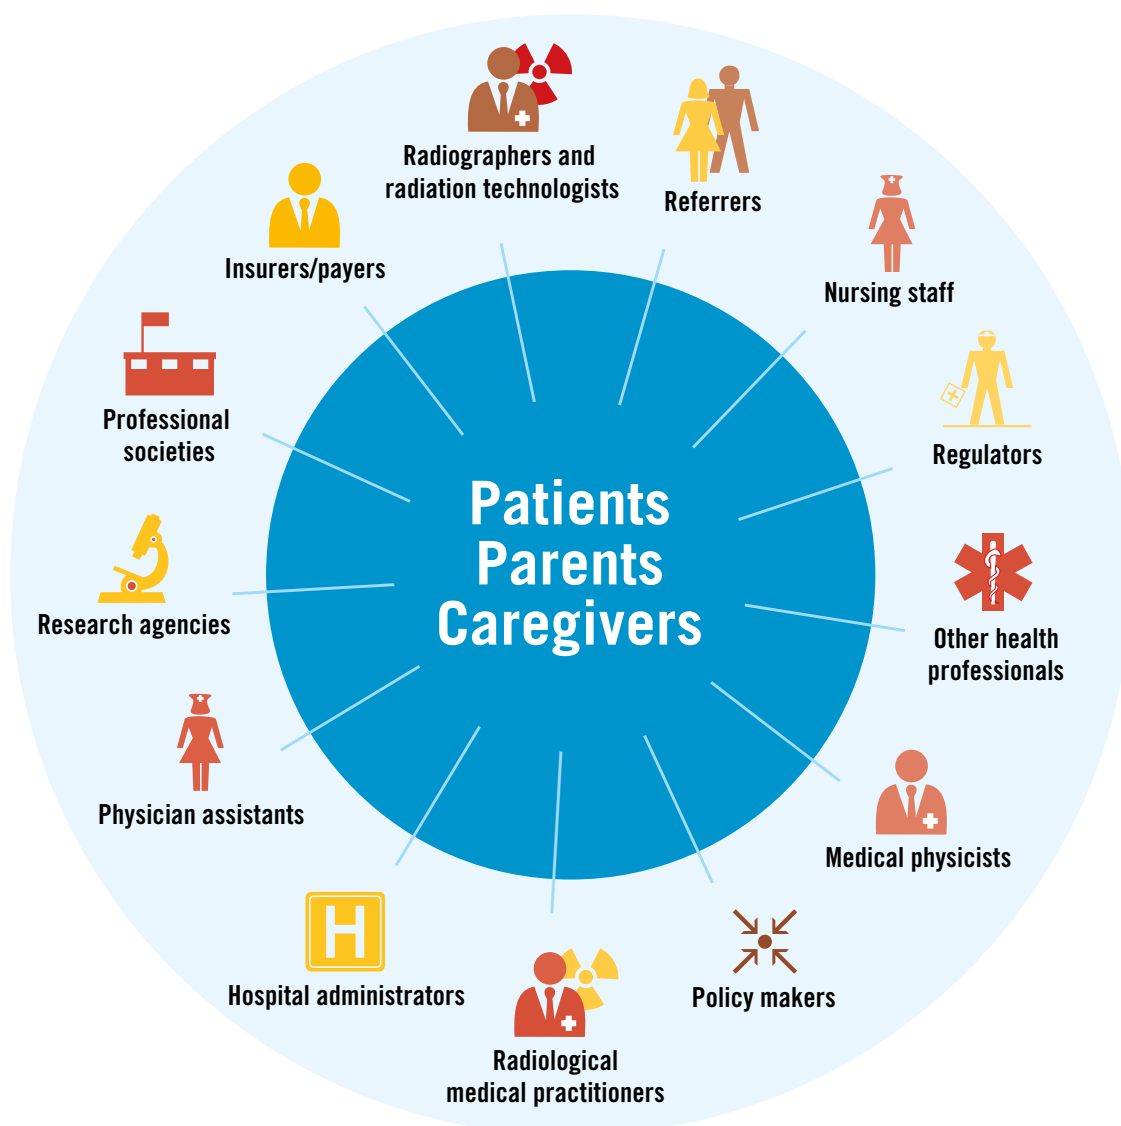 Radiographers and
radiation technologists
Referrers
Nursing staff
Regulators
Other health
professionals
Medical physicists
Policy makers
Radiological
medical practitioners
Hospital administrators
Physician assistants
Research agencies
Professional
societies
Insurers/payers
Patients
Parents
Caregivers
H